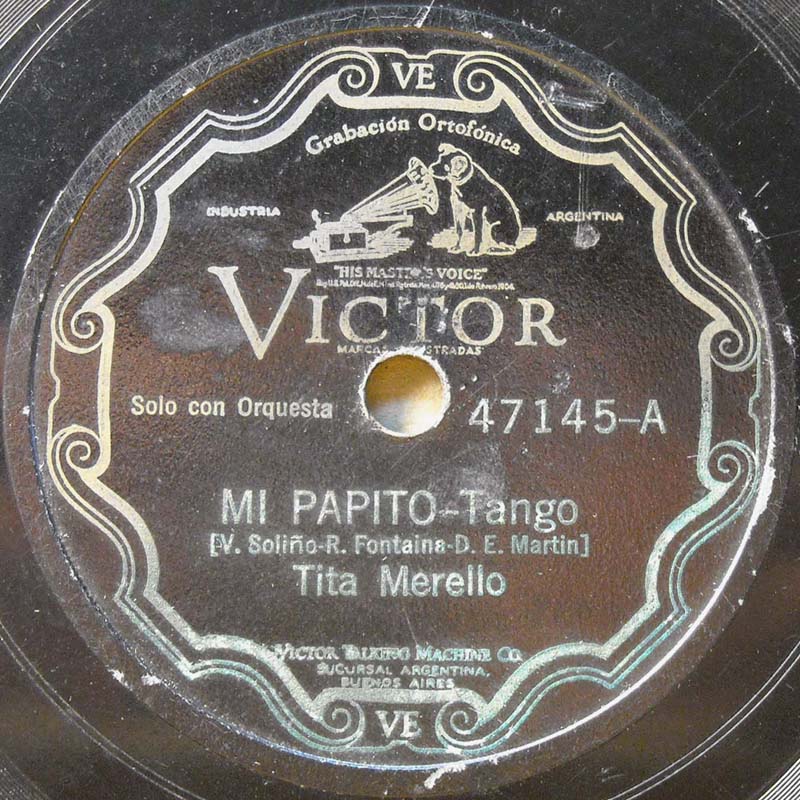 VE
Grabación Ortofónica
INDUSTRIA ARGENTINA
"HIS MASTER'S VOICE"
VICTOR
MARCAS
Solo con Orquesta 47145-A
MI PAPITO-Tango
[V. Soliño-R. Fontaina-D. E. Martin]
Tita Merello
VICTOR TALKING MACHINE CO.
SUCURSAL ARGENTINA,
BUENOS AIRES
VE